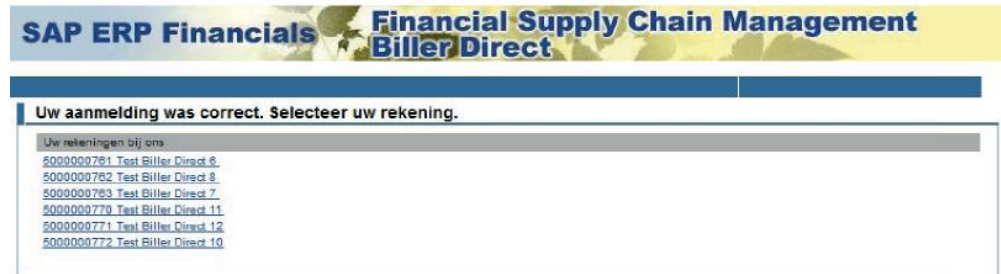 SAP ERP Financials
Financial Supply Chain Management
Biller Direct
Uw aanmelding was correct. Selecteer uw rekening.
Uw rekeningen bij ons
5000000761 Test Biller Direct 6
5000000762 Test Biller Direct 8
5000000763 Test Biller Direct 7
5000000770 Test Biller Direct 11
5000000771 Test Biller Direct 12
5000000772 Test Biller Direct 10